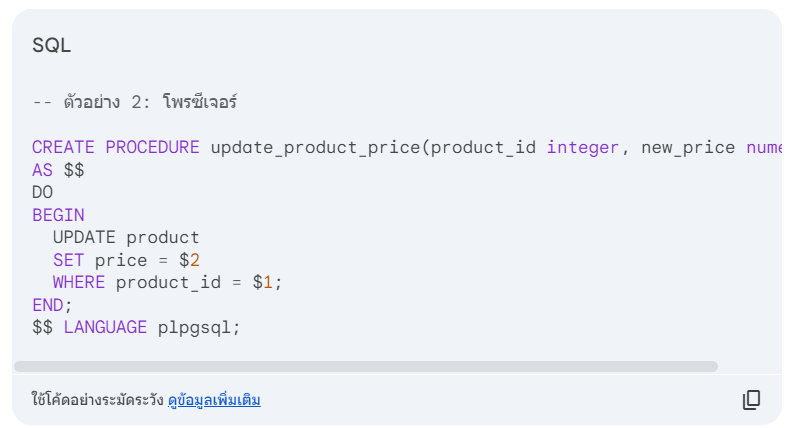 SQL
-- ตัวอย่าง 2: โพรซีเจอร์
CREATE PROCEDURE update_product_price(product_id integer, new_price nume
AS $$
DO
BEGIN
  UPDATE product
  SET price = $2
  WHERE product_id = $1;
END;
$$ LANGUAGE plpgsql;
ใช้โค้ดอย่างระมัดระวัง ดูข้อมูลเพิ่มเติม